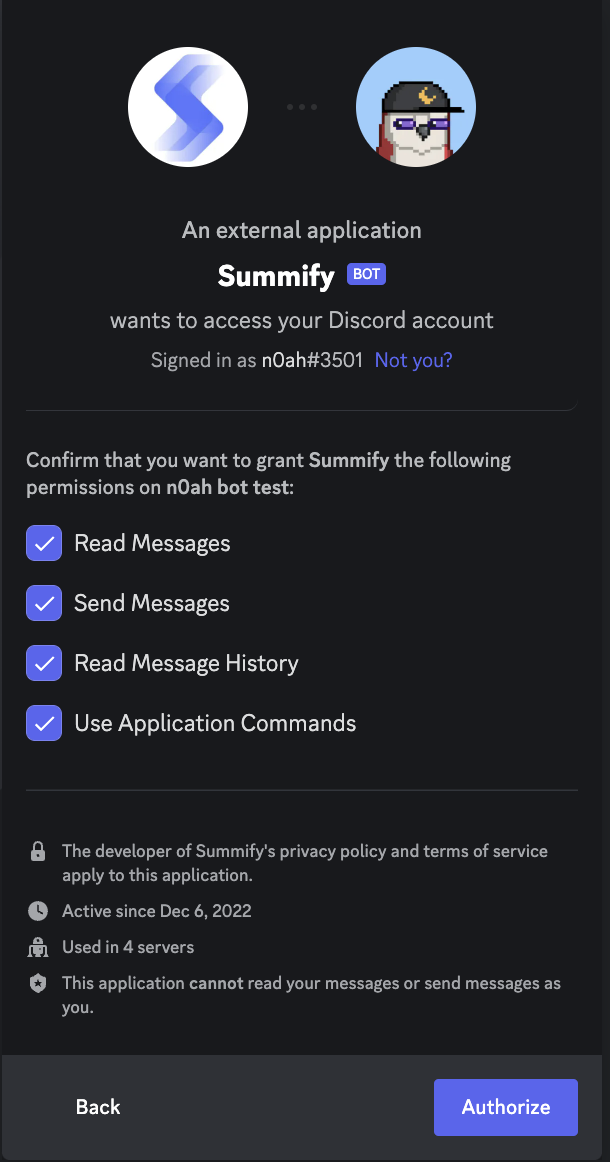 An external application
Summify BOT
wants to access your Discord account
Signed in as n0ah#3501 Not you?
Confirm that you want to grant Summify the following
permissions on n0ah bot test:
Read Messages
Send Messages
Read Message History
Use Application Commands
The developer of Summify's privacy policy and terms of service
apply to this application.
Active since Dec 6, 2022
Used in 4 servers
This application cannot read your messages or send messages as
you.
Back
Authorize